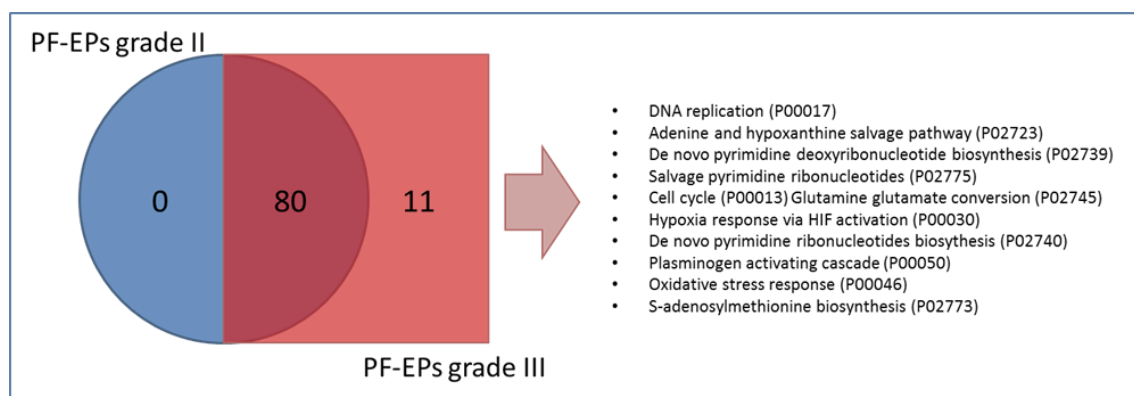 PF-EPs grade II
0
80
11
PF-EPs grade III
• DNA replication (P00017)
• Adenine and hypoxanthine salvage pathway (P02723)
• De novo pyrimidine deoxyribonucleotide biosynthesis (P02739)
• Salvage pyrimidine ribonucleotides (P02775)
• Cell cycle (P00013) Glutamine glutamate conversion (P02745)
• Hypoxia response via HIF activation (P00030)
• De novo pyrimidine ribonucleotides biosythesis (P02740)
• Plasminogen activating cascade (P00050)
• Oxidative stress response (P00046)
• S-adenosylmethionine biosynthesis (P02773)